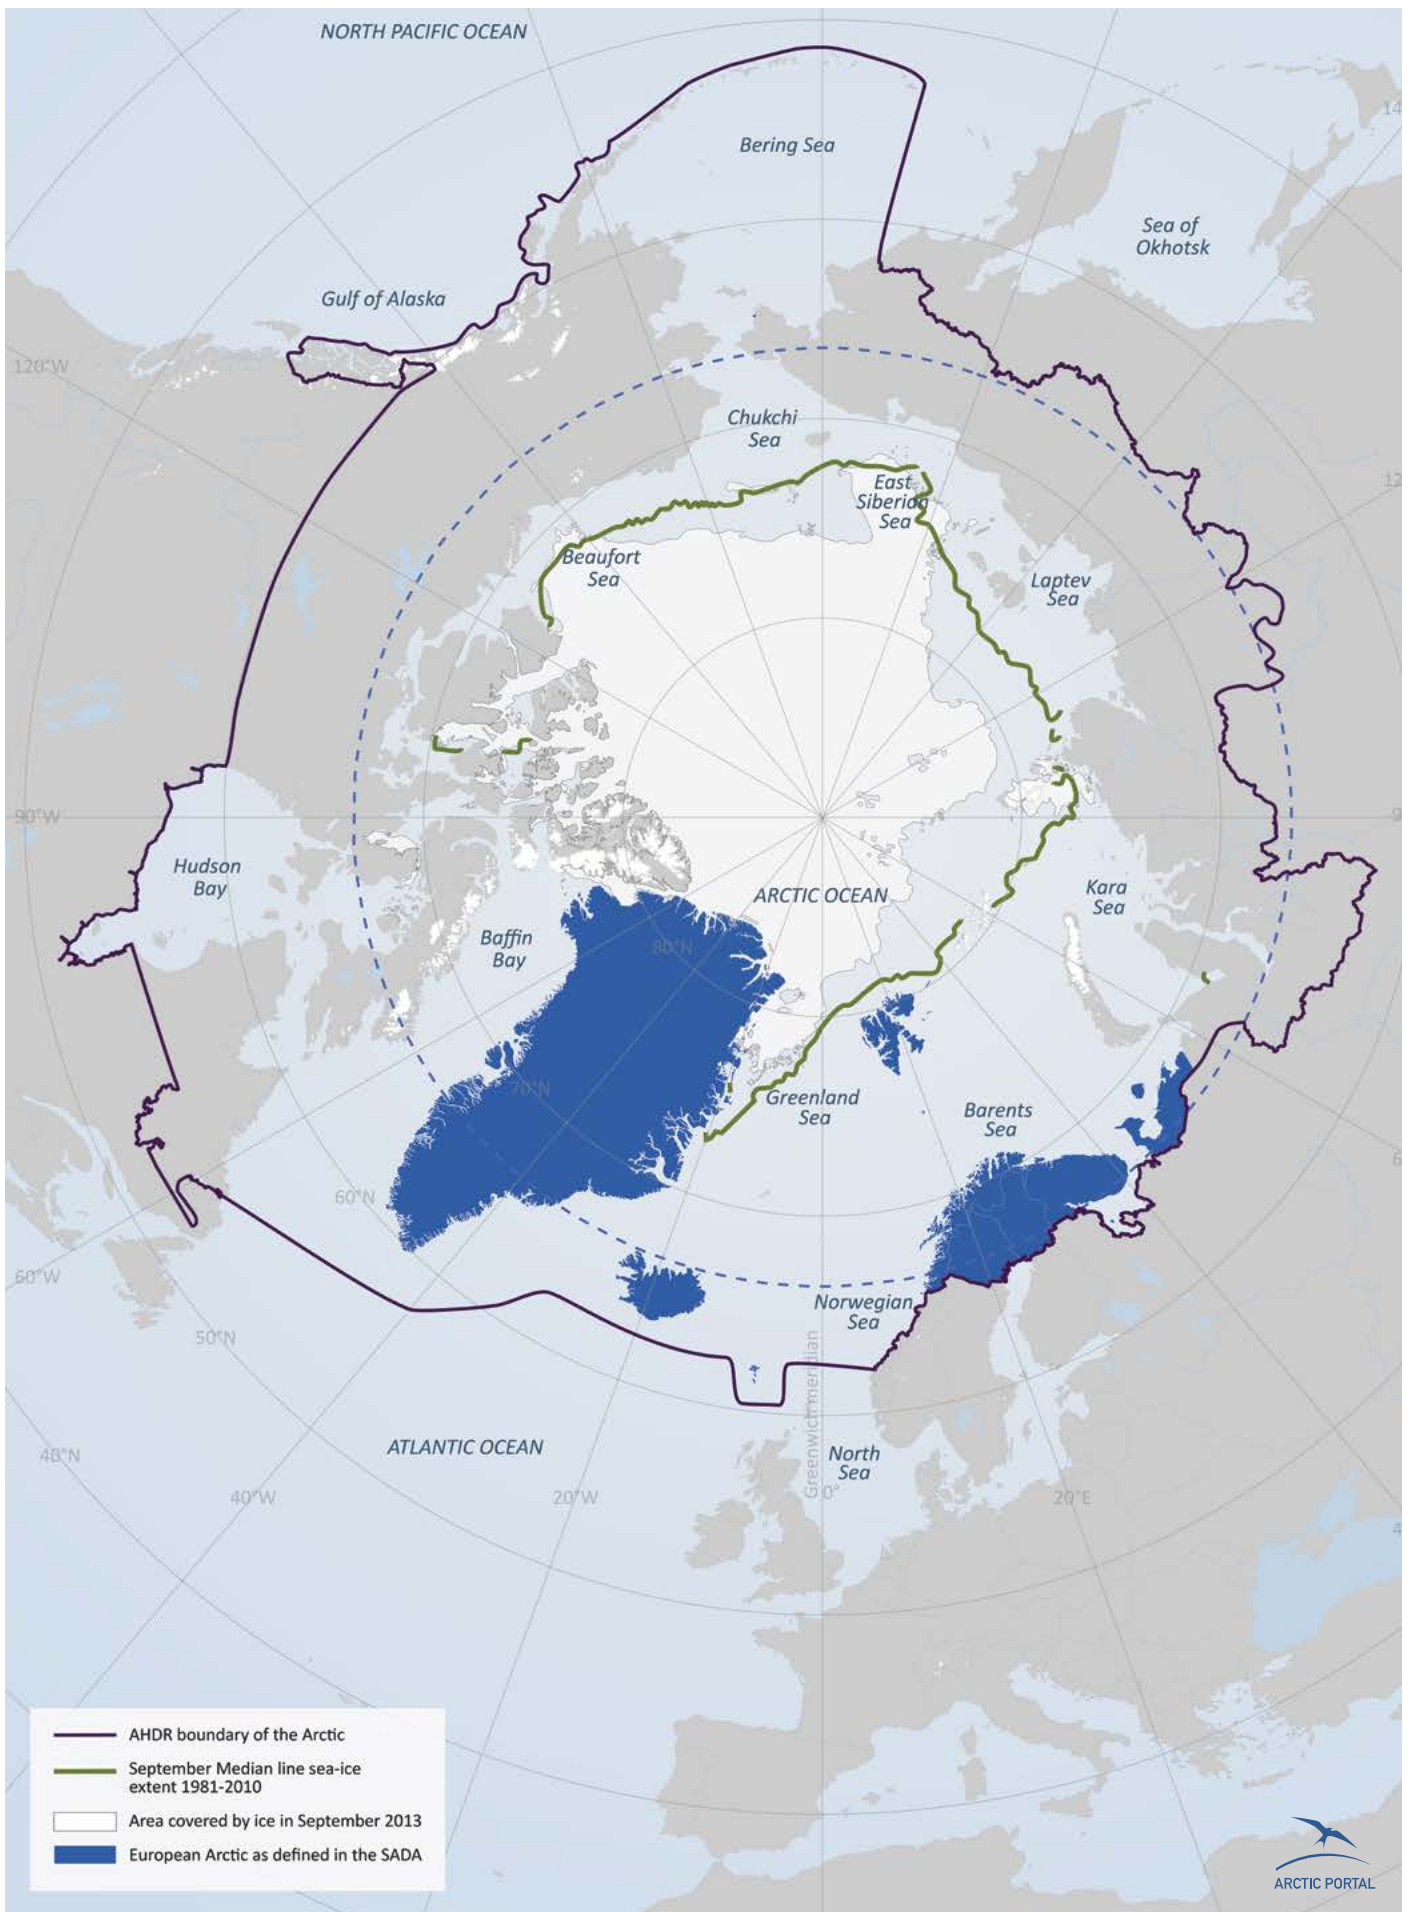 NORTH PACIFIC OCEAN
Bering Sea
Sea of
Okhotsk
Gulf of Alaska
120°W
Chukchi
Sea
East
Siberian
Sea
Beaufort
Sea
Laptev
Sea
90°W
Hudson
Bay
ARCTIC OCEAN
Kara
Sea
Baffin
Bay
80°N
70°N
Greenland
Sea
Barents
Sea
60°N
60°W
Norwegian
Sea
50°N
Greenwich meridian
ATLANTIC OCEAN
North
Sea
40°N
40°W
20°W
0°
20°E
AHDR boundary of the Arctic
September Median line sea-ice
extent 1981-2010
Area covered by ice in September 2013
European Arctic as defined in the SADA
ARCTIC PORTAL